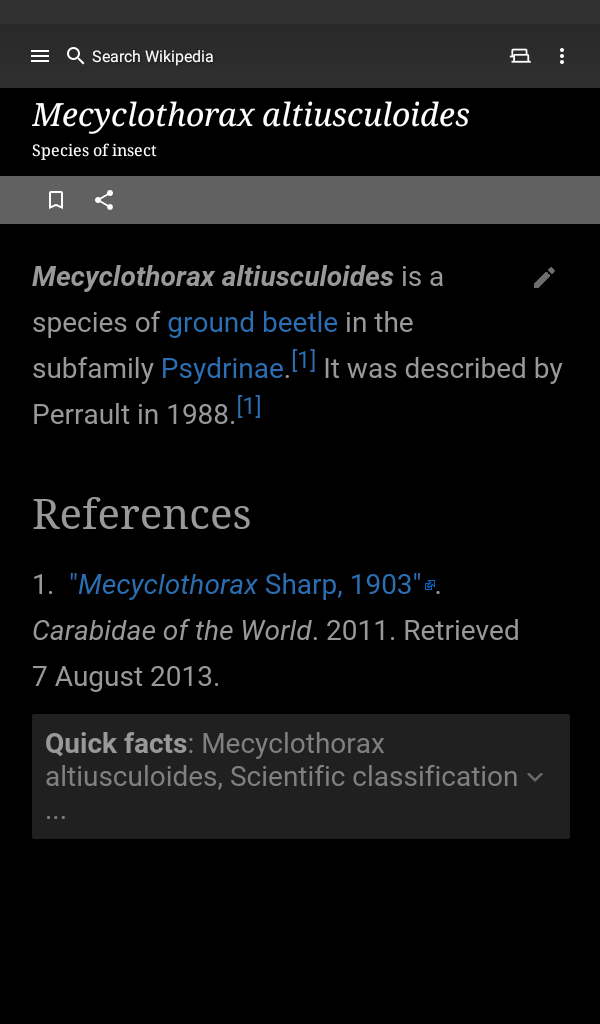 Search Wikipedia
Mecyclothorax altiusculoides
Species of insect
Mecyclothorax altiusculoides is a
species of ground beetle in the
subfamily Psydrinae.[1] It was described by
Perrault in 1988.[1]
References
1. "Mecyclothorax Sharp, 1903".
Carabidae of the World. 2011. Retrieved
7 August 2013.
Quick facts: Mecyclothorax
altiusculoides, Scientific classification
...